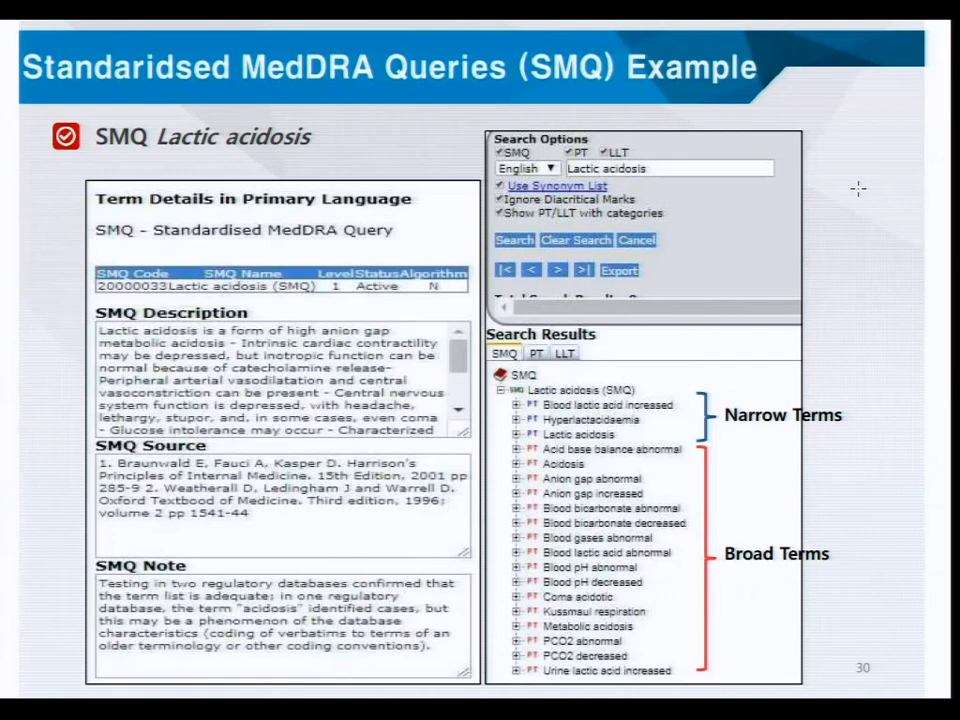 Standaridsed MedDRA Queries (SMQ) Example
SMQ Lactic acidosis
Term Details in Primary Language
SMQ - Standardised MedDRA Query
SMQ Code SMQ Name Level Status Algorithm
20000033 Lactic acidosis (SMQ) 1 Active N
SMQ Description
Lactic acidosis is a form of high anion gap
metabolic acidosis - Intrinsic cardiac contractility
may be depressed, but inotropic function can be
normal because of catecholamine release-
Peripheral arterial vasodilatation and central
vasoconstriction can be present - Central nervous
system function is depressed, with headache,
lethargy, stupor, and, in some cases, even coma
- Glucose intolerance may occur - Characterized
SMQ Source
1. Braunwald E, Fauci A, Kasper D. Harrison's
Principles of Internal Medicine. 15th Edition, 2001 pp
285-9 2. Weatherall D, Ledingham J and Warrell D.
Oxford Textbood of Medicine. Third edition, 1996;
volume 2 pp 1541-44
SMQ Note
Testing in two regulatory databases confirmed that
the term list is adequate; in one regulatory
database, the term "acidosis" identified cases, but
this may be a phenomenon of the database
characteristics (coding of verbatims to terms of an
older terminology or other coding conventions).
Search Options
SMQ PT LLT
English Lactic acidosis
Use Synonym List
Ignore Diacritical Marks
Show PT/LLT with categories
Search Clear Search Cancel
|< < > >| Export
Search Results
SMQ PT LLT
SMQ
SMQ Lactic acidosis (SMQ)
PT Blood lactic acid increased
PT Hyperlactacidaemia
PT Lactic acidosis
Narrow Terms
PT Acid base balance abnormal
PT Acidosis
PT Anion gap abnormal
PT Anion gap increased
PT Blood bicarbonate abnormal
PT Blood bicarbonate decreased
PT Blood gases abnormal
PT Blood lactic acid abnormal
PT Blood pH abnormal
PT Blood pH decreased
PT Coma acidotic
PT Kussmaul respiration
PT Metabolic acidosis
PT PCO2 abnormal
PT PCO2 decreased
PT Urine lactic acid increased
Broad Terms
30